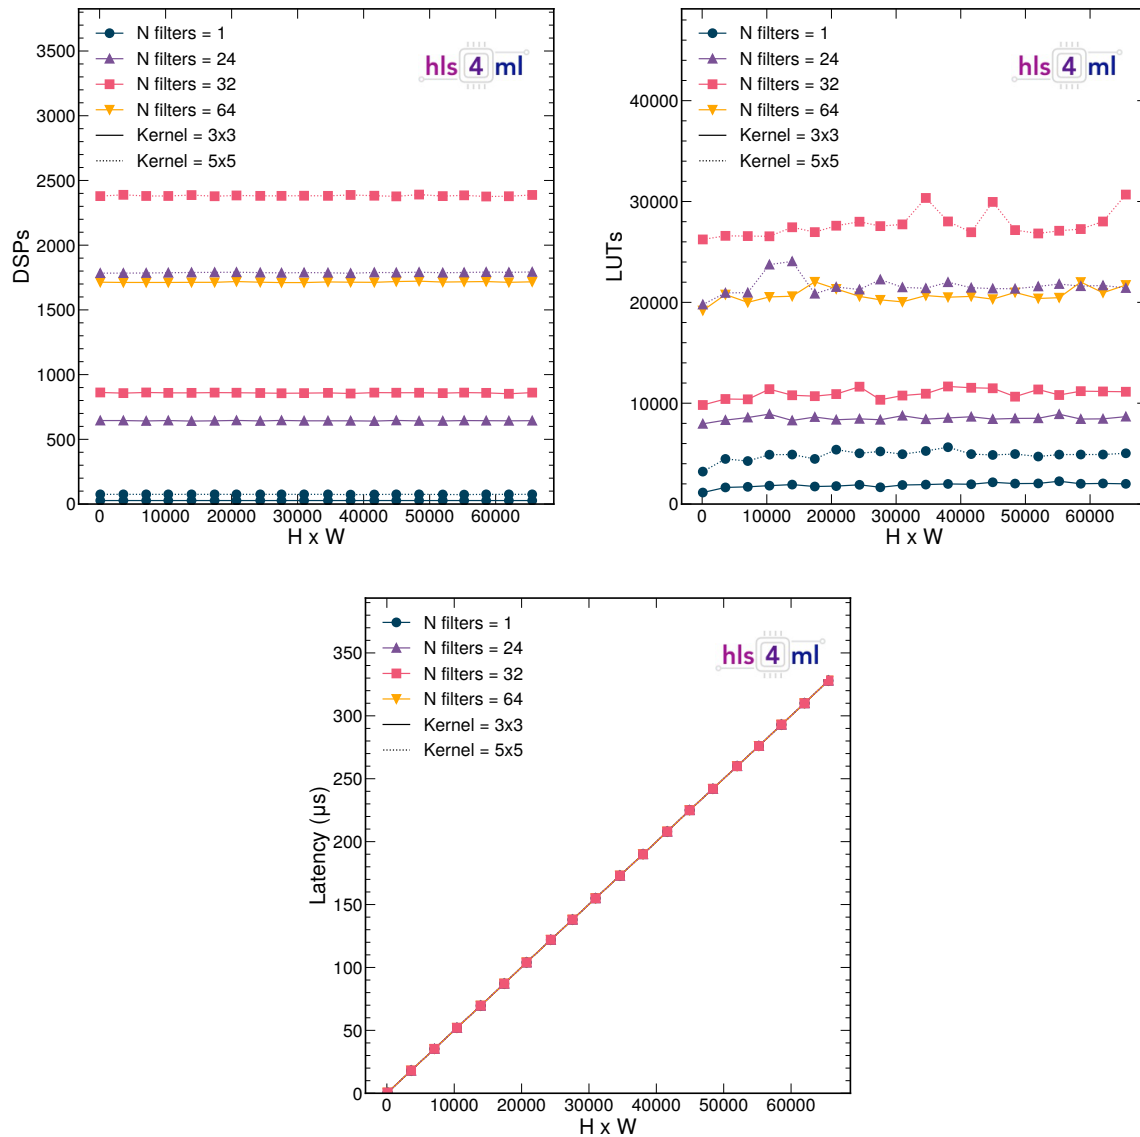 N filters = 1
N filters = 24
N filters = 32
N filters = 64
Kernel = 3x3
Kernel = 5x5
hls 4 ml
DSPs
3500
3000
2500
2000
1500
1000
500
0
0 10000 20000 30000 40000 50000 60000
H x W
N filters = 1
N filters = 24
N filters = 32
N filters = 64
Kernel = 3x3
Kernel = 5x5
hls 4 ml
LUTs
40000
30000
20000
10000
0
0 10000 20000 30000 40000 50000 60000
H x W
N filters = 1
N filters = 24
N filters = 32
N filters = 64
Kernel = 3x3
Kernel = 5x5
hls 4 ml
Latency (μs)
350
300
250
200
150
100
50
0
0 10000 20000 30000 40000 50000 60000
H x W